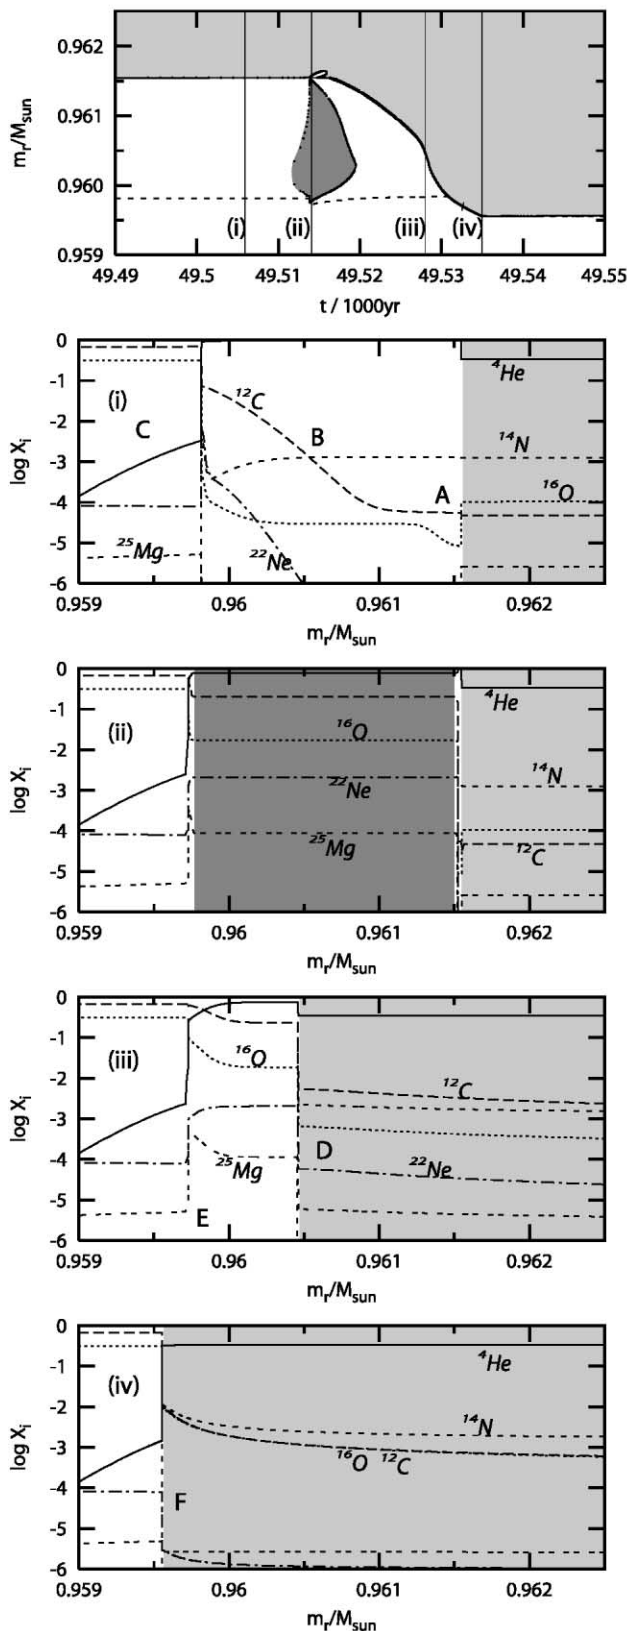 0.962
0.961
0.960
0.959
m_r/M_sun
(i) (ii) (iii) (iv)
49.49 49.5 49.51 49.52 49.53 49.54 49.55
t / 1000yr
0
-1
-2
-3
-4
-5
-6
log X_i
(i)
C
^12C
B
A
^4He
^14N
^16O
^25Mg
^22Ne
0.959 0.96 0.961 0.962
m_r/M_sun
0
-1
-2
-3
-4
-5
-6
log X_i
(ii)
^4He
^16O
^22Ne
^14N
^25Mg
^12C
0.959 0.96 0.961 0.962
m_r/M_sun
0
-1
-2
-3
-4
-5
-6
log X_i
(iii)
^16O
^12C
^25Mg
D
^22Ne
E
0.959 0.96 0.961 0.962
m_r/M_sun
0
-1
-2
-3
-4
-5
-6
log X_i
(iv)
^4He
^14N
^16O ^12C
F
0.959 0.96 0.961 0.962
m_r/M_sun